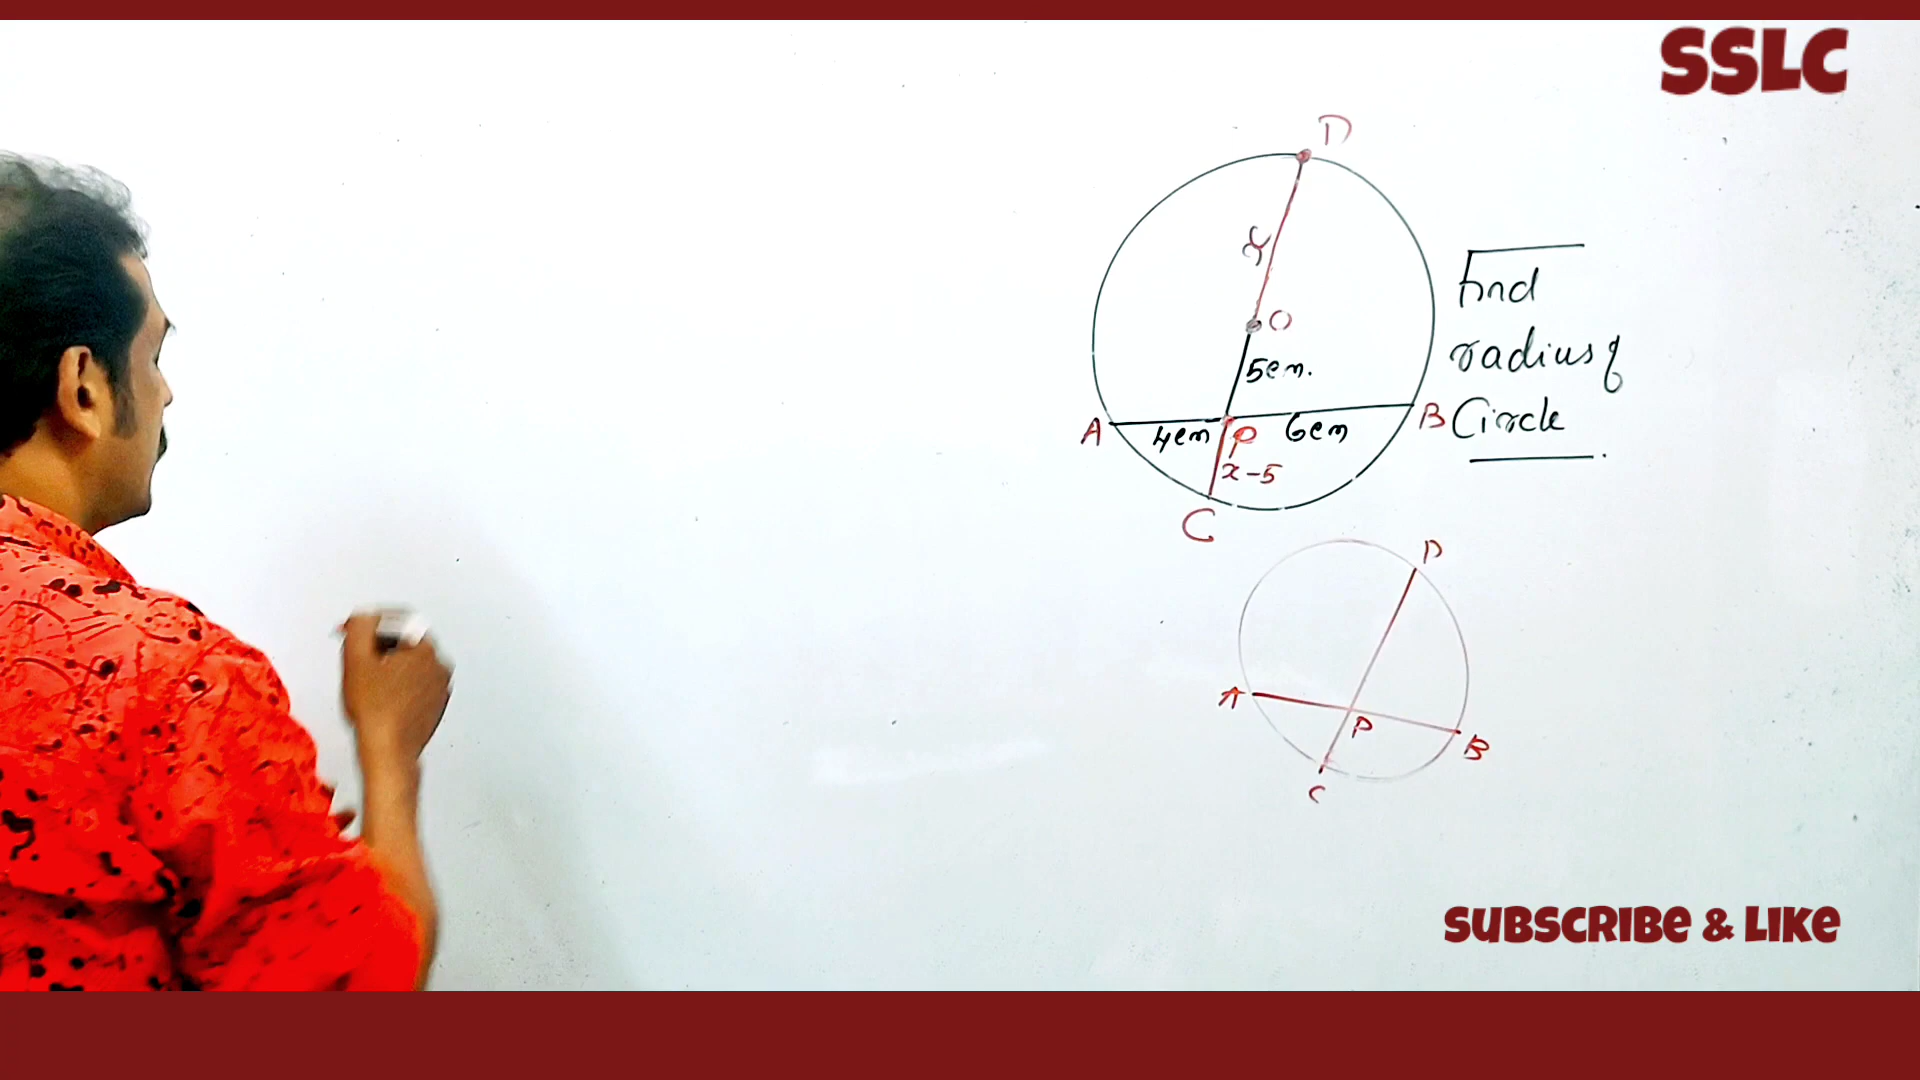 SSLC
D
x
O
5cm.
A 4cm P 6cm B
x-5
C
Find
radius of
Circle
D
A
P
B
C
SUBSCRIBE & LIKE